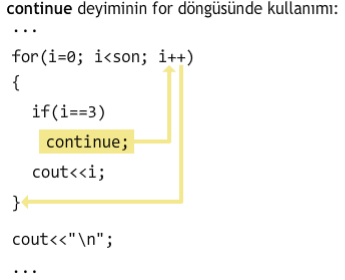 continue deyiminin for döngüsünde kullanımı:
...
for(i=0; i<son; i++)
{
if(i==3)
continue;
cout<<i;
}
cout<<"\n";
...